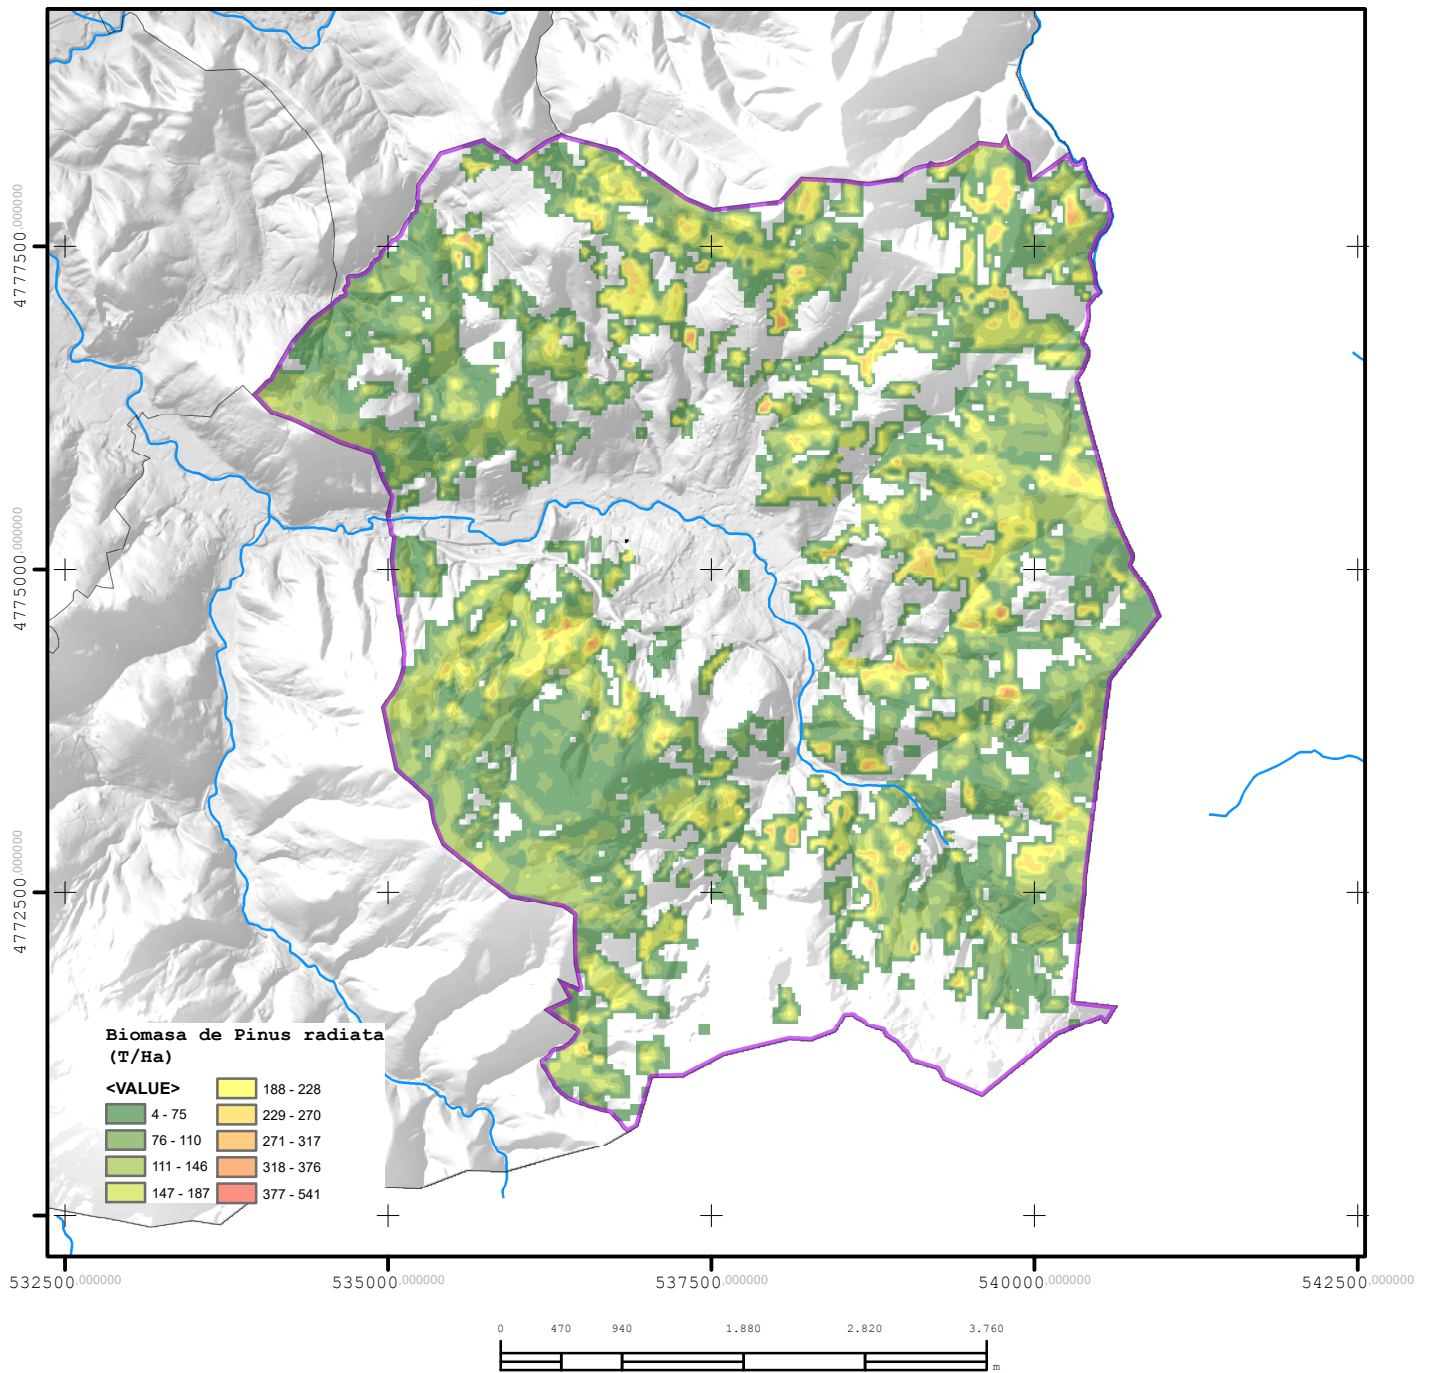 4777500,000000
4775000,000000
4772500,000000
Biomasa de Pinus radiata
(T/Ha)
<VALUE>
4 - 75
76 - 110
111 - 146
147 - 187
188 - 228
229 - 270
271 - 317
318 - 376
377 - 541
532500,000000 535000,000000 537500,000000 540000,000000 542500,000000
0 470 940 1.880 2.820 3.760
m